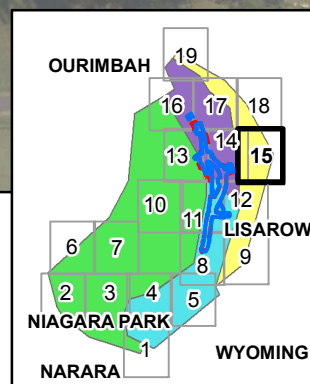 19
OURIMBAH
16 17 18
14 15
13
12
10
11
LISAROW
6 7
9
8
2 3 4 5
NIAGARA PARK
1
WYOMING
NARARA